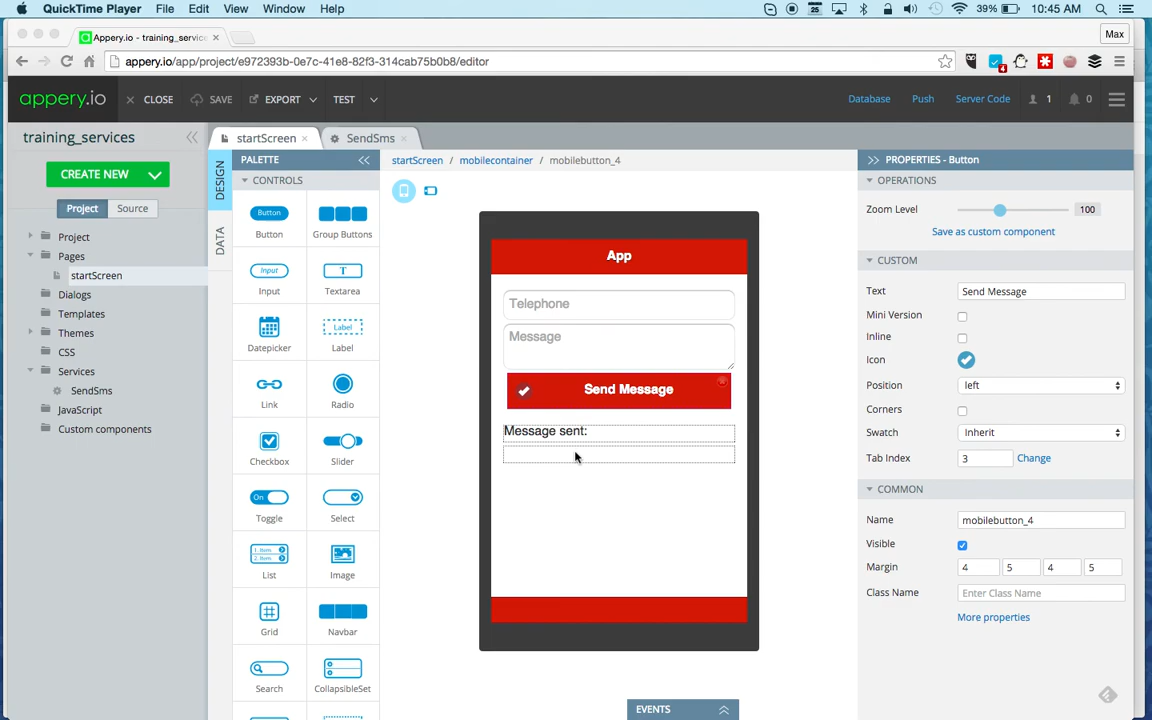 QuickTime Player File Edit View Window Help 25 39% 10:45 AM
Appery.io - training_service × Max
appery.io/app/project/e972393b-0e7c-41e8-82f3-314cab75b0b8/editor 4
appery.io × CLOSE SAVE EXPORT TEST Database Push Server Code 1 0
training_services startScreen × SendSms ×
DESIGN PALETTE startScreen / mobilecontainer / mobilebutton_4 PROPERTIES - Button
CREATE NEW CONTROLS OPERATIONS
Project Source Button Button Group Buttons Zoom Level 100
DATA Save as custom component
Project
Pages App CUSTOM
startScreen Input Input T Textarea Text Send Message
Dialogs Telephone Mini Version
Templates Message Inline
Themes Label Icon
CSS Datepicker Label Position left
Services Send Message Corners
SendSms Link Radio Swatch Inherit
JavaScript Message sent: Tab Index 3 Change
Custom components
Checkbox Slider COMMON
On Toggle Select Name mobilebutton_4
Visible
1. Item 2. Item List Image Margin 4 5 4 5
Class Name Enter Class Name
Grid Navbar More properties
Search CollapsibleSet
EVENTS